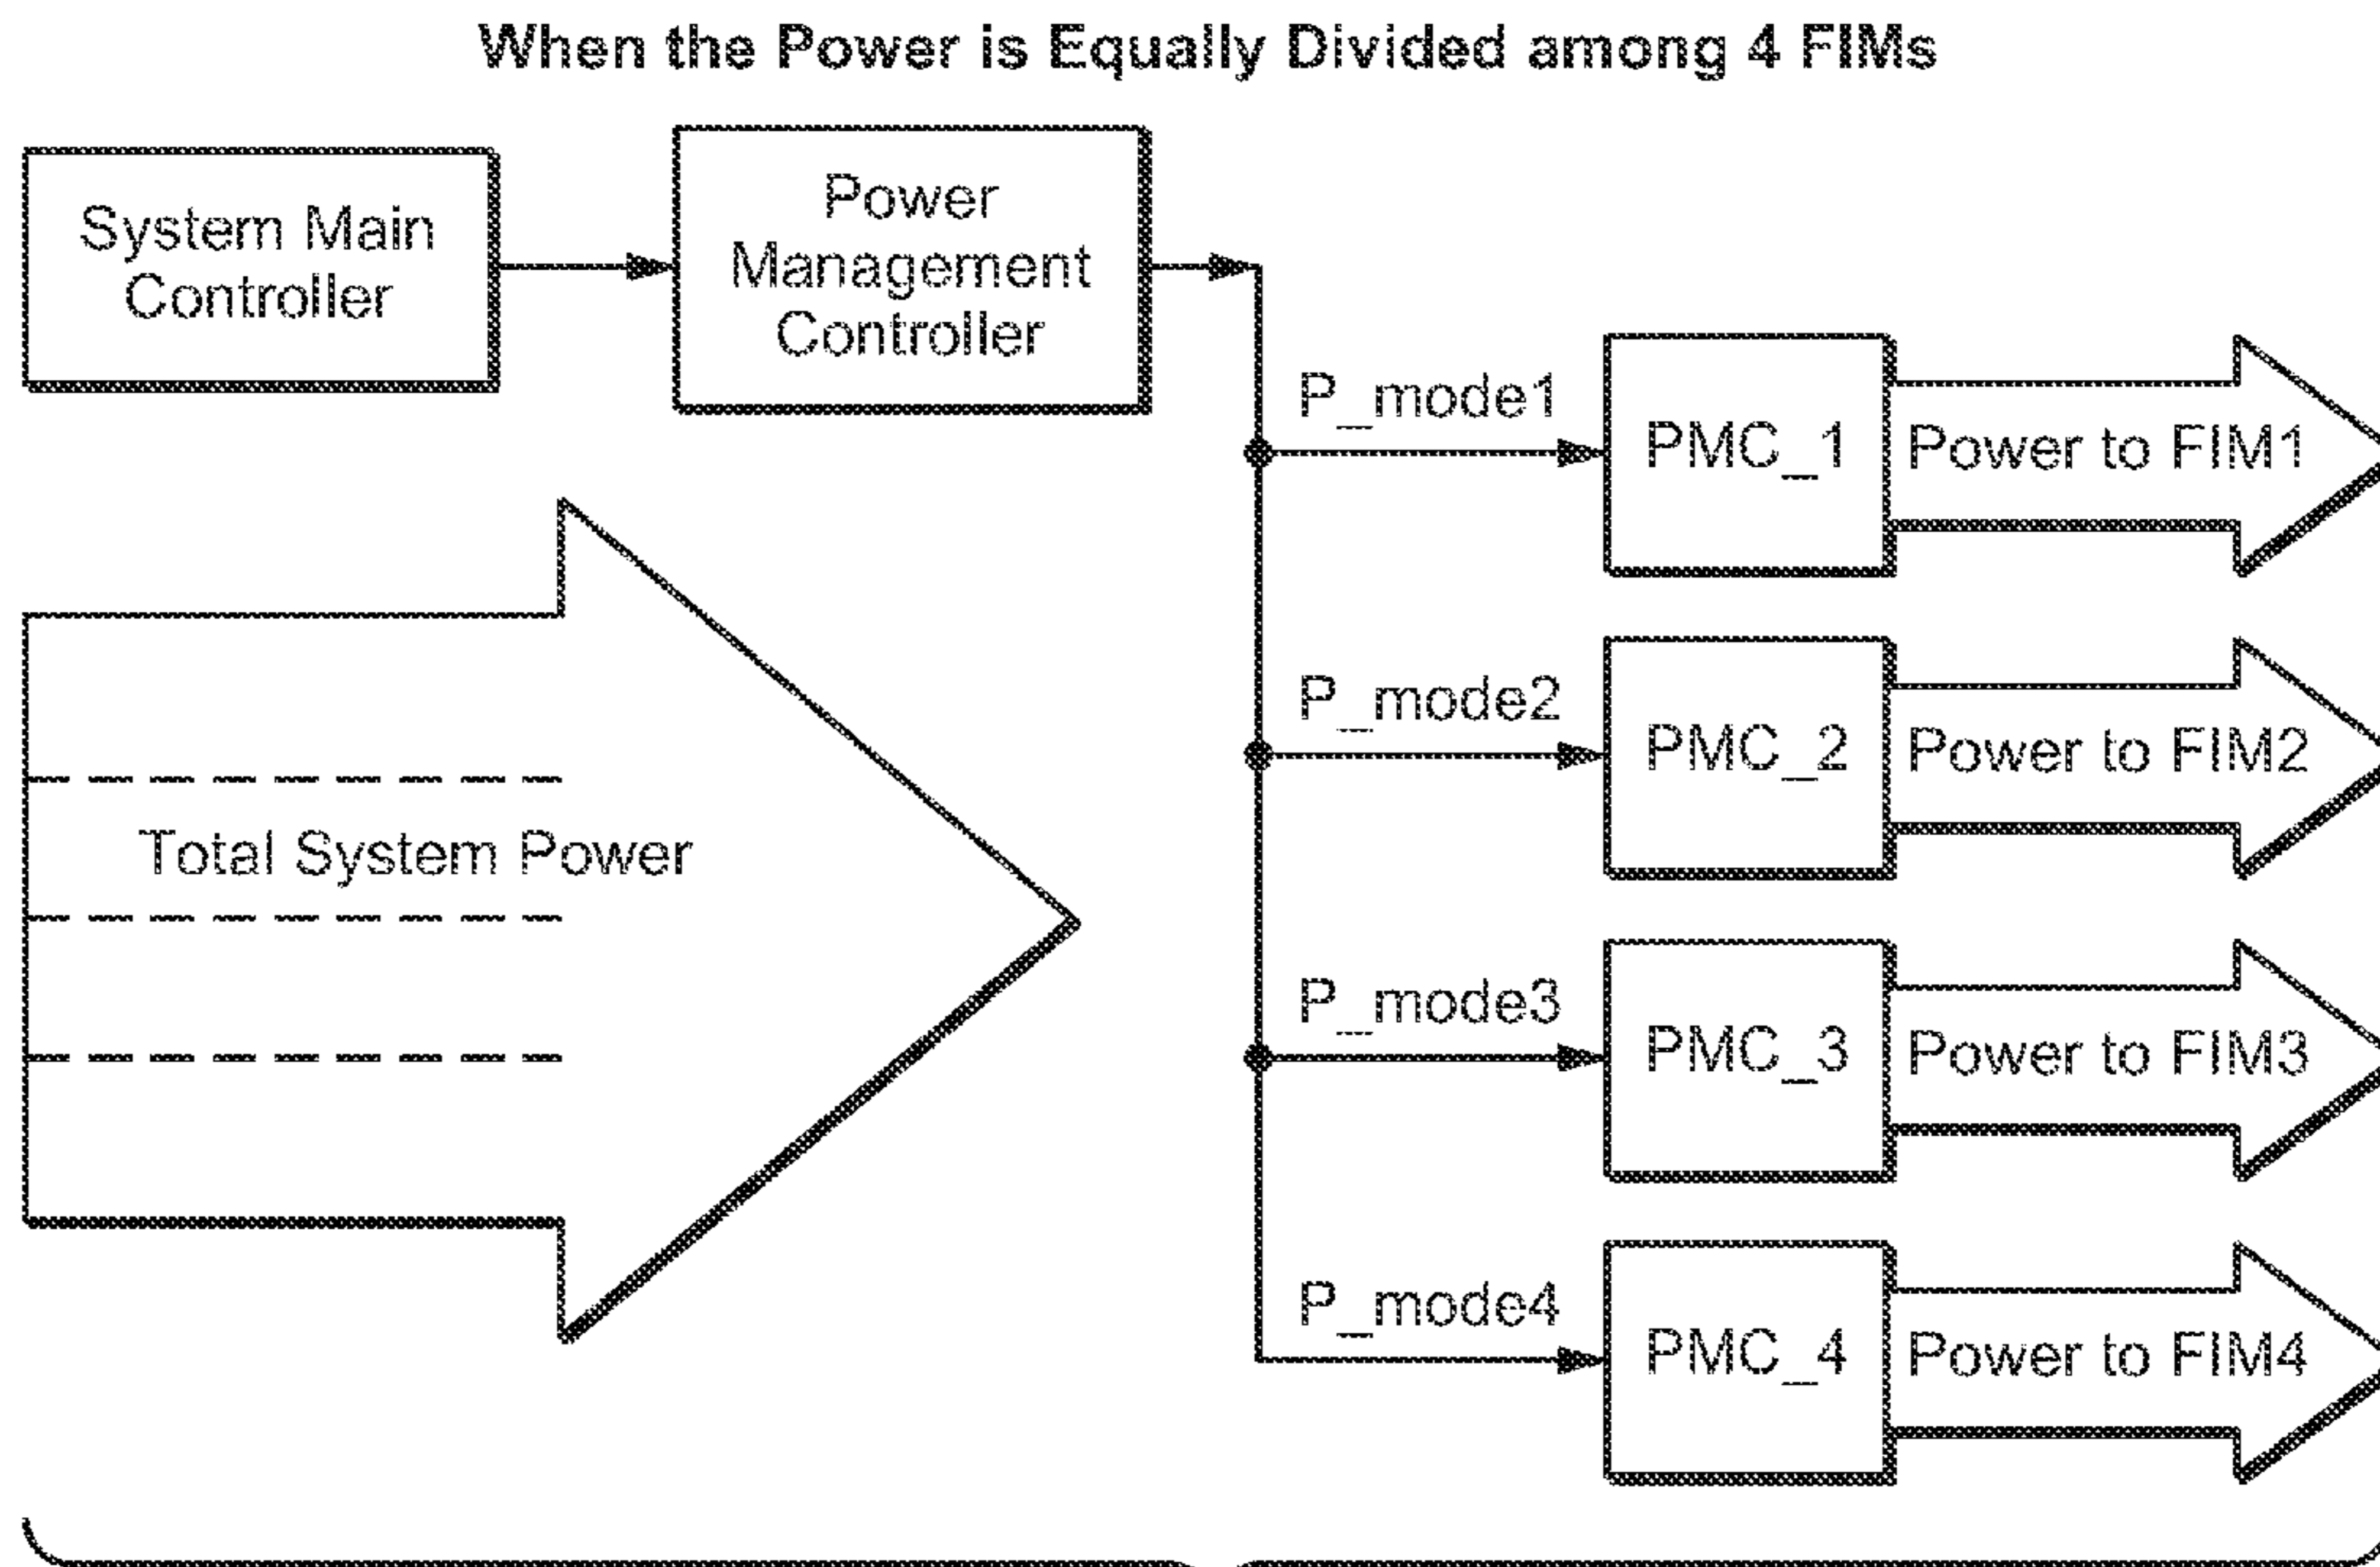 When the Power is Equally Divided among 4 FIMs
System Main
Controller
Power
Management
Controller
P_mode1
PMC_1
Power to FIM1
P_mode2
PMC_2
Power to FIM2
Total System Power
P_mode3
PMC_3
Power to FIM3
P_mode4
PMC_4
Power to FIM4